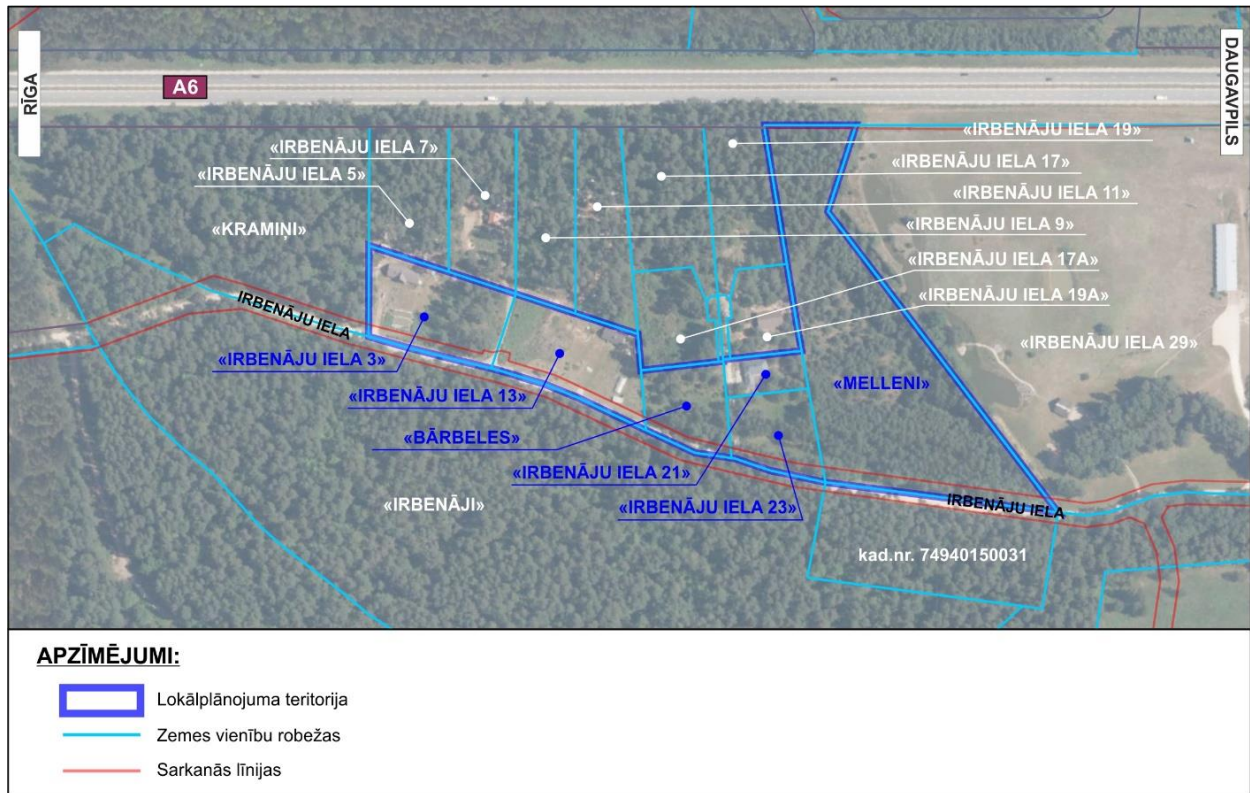 RĪGA
A6
DAUGAVPILS
«IRBENĀJU IELA 19»
«IRBENĀJU IELA 7»
«IRBENĀJU IELA 17»
«IRBENĀJU IELA 5»
«IRBENĀJU IELA 11»
«KRAMIŅI»
«IRBENĀJU IELA 9»
«IRBENĀJU IELA 17A»
«IRBENĀJU IELA 19A»
IRBENĀJU IELA
«IRBENĀJU IELA 29»
«IRBENĀJU IELA 3»
«MELLENI»
«IRBENĀJU IELA 13»
«BĀRBELES»
«IRBENĀJU IELA 21»
«IRBENĀJI»
«IRBENĀJU IELA 23»
IRBENĀJU IELA
kad.nr. 74940150031
APZĪMĒJUMI:
Lokālplānojuma teritorija
Zemes vienību robežas
Sarkanās līnijas